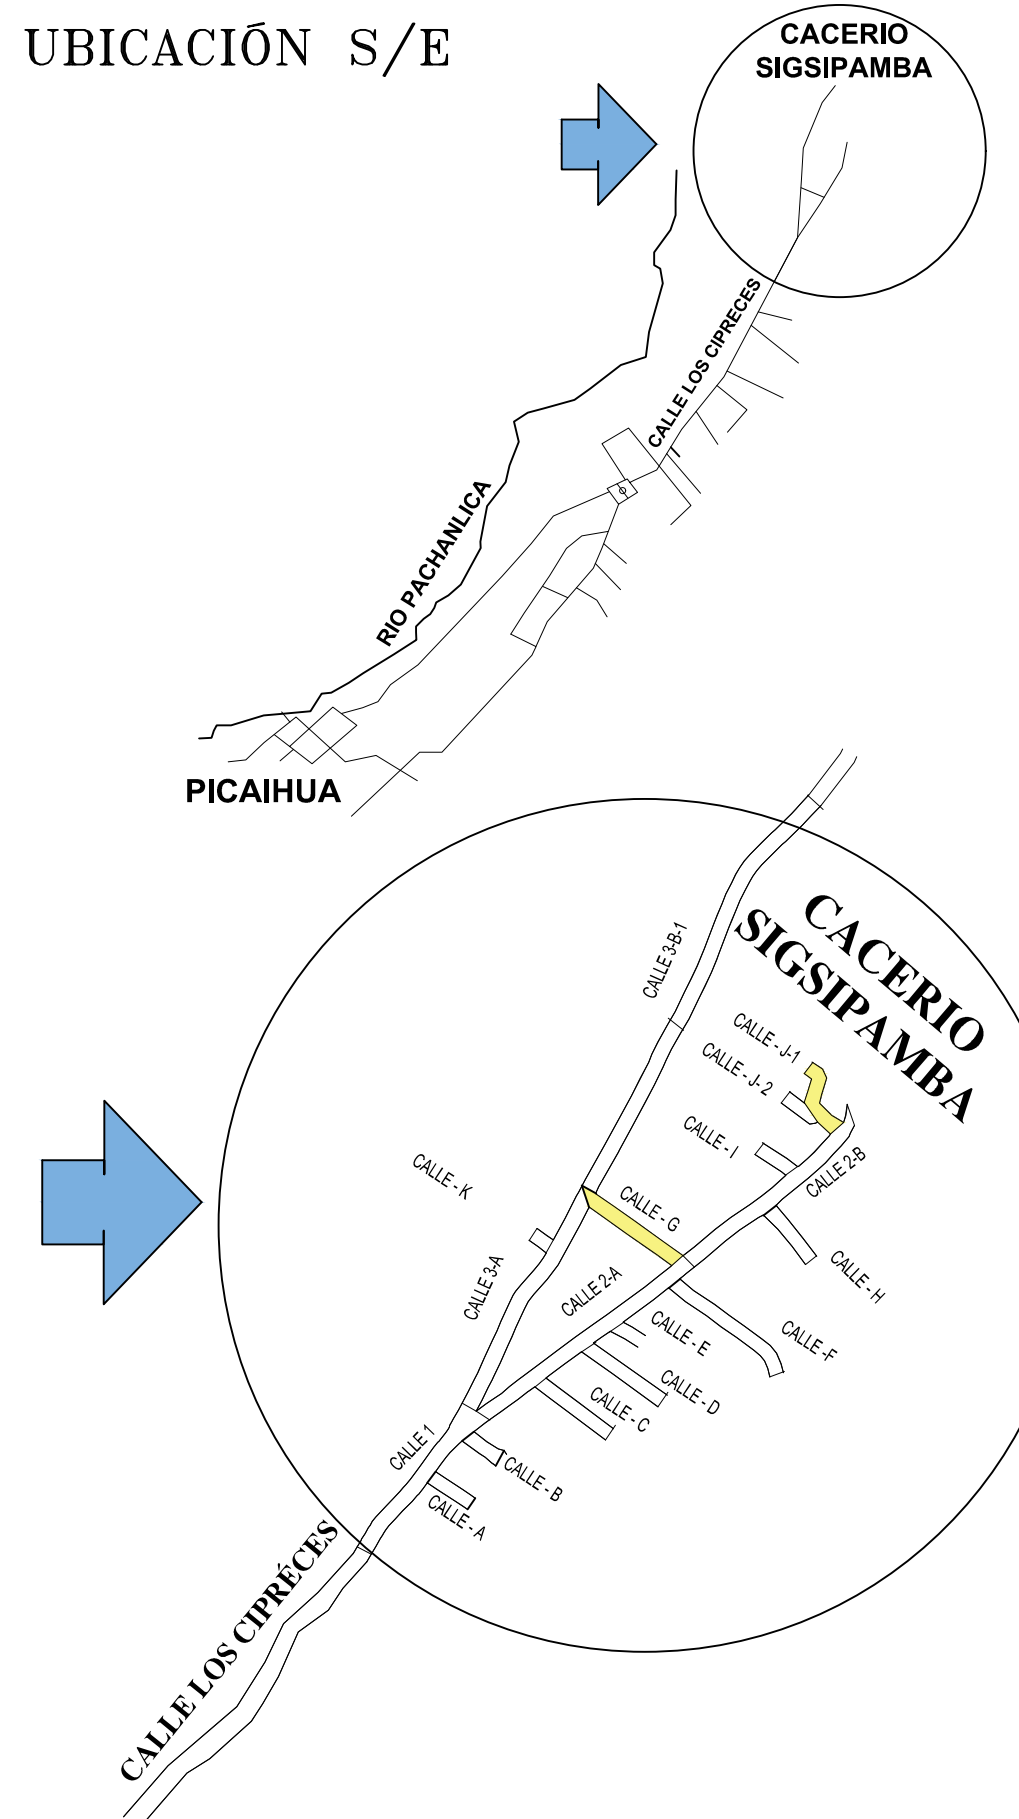 UBICACIÓN S/E
CACERIO
SIGSIPAMBA
CALLE LOS CIPRECES
RIO PACHANLICA
PICAIHUA
CACERIO
SIGSIPAMBA
CALLE 3-B-1
CALLE - J-1
CALLE - J- 2
CALLE - I
CALLE 2-B
CALLE - K
CALLE - G
CALLE - H
CALLE 3-A
CALLE 2-A
CALLE - E
CALLE -F
CALLE - D
CALLE - C
CALLE 1
CALLE - B
CALLE - A
CALLE LOS CIPRÉCES